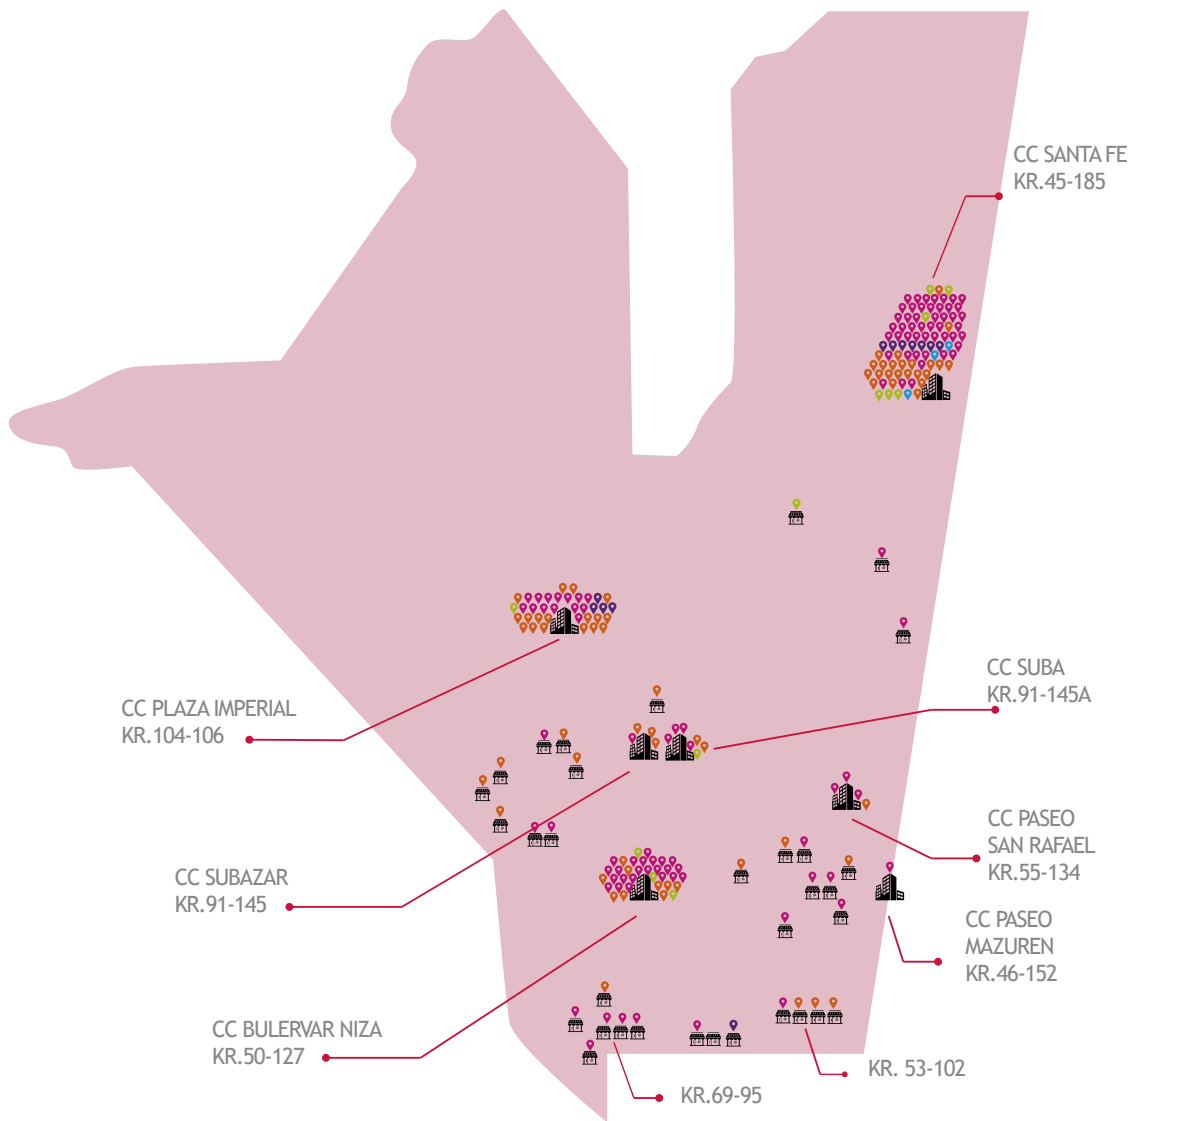 CC SANTA FE
KR.45-185
CC SUBA
KR.91-145A
CC PLAZA IMPERIAL
KR.104-106
CC PASEO
SAN RAFAEL
KR.55-134
CC SUBAZAR
KR.91-145
CC PASEO
MAZUREN
KR.46-152
CC BULERVAR NIZA
KR.50-127
KR. 53-102
KR.69-95